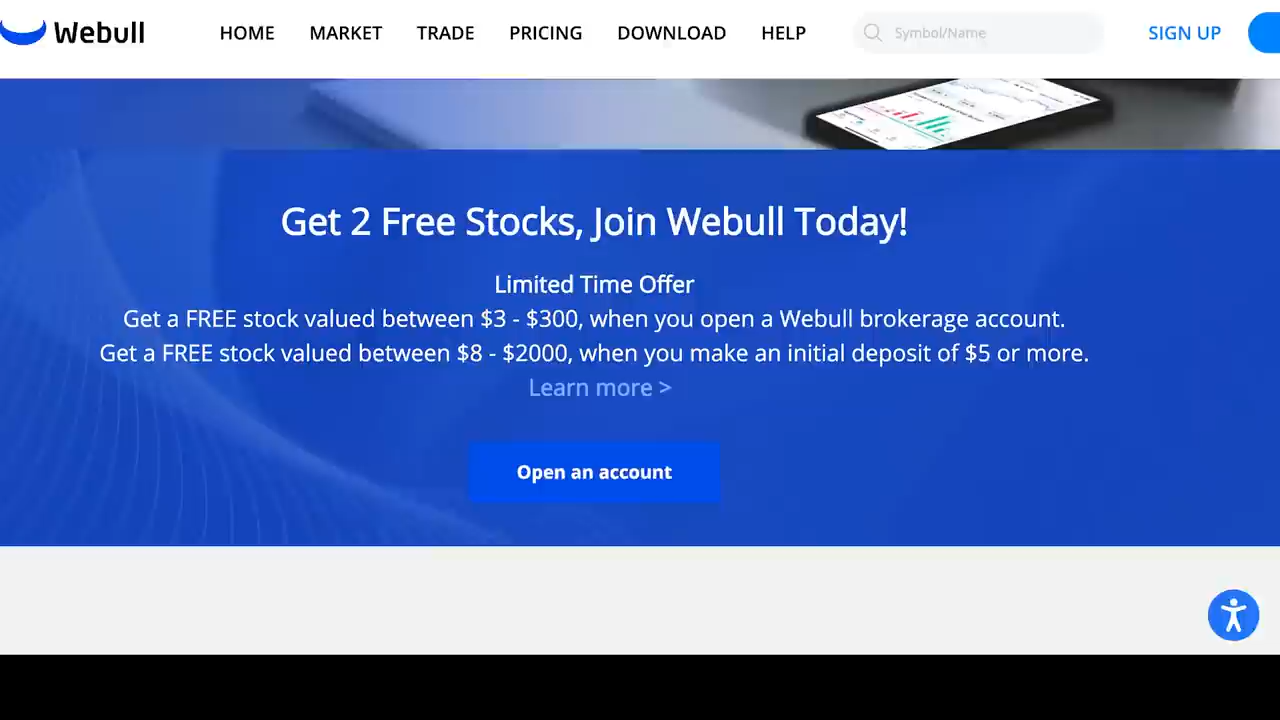 Webull
HOME MARKET TRADE PRICING DOWNLOAD HELP Symbol/Name SIGN UP
Get 2 Free Stocks, Join Webull Today!
Limited Time Offer
Get a FREE stock valued between $3 - $300, when you open a Webull brokerage account.
Get a FREE stock valued between $8 - $2000, when you make an initial deposit of $5 or more.
Learn more >
Open an account